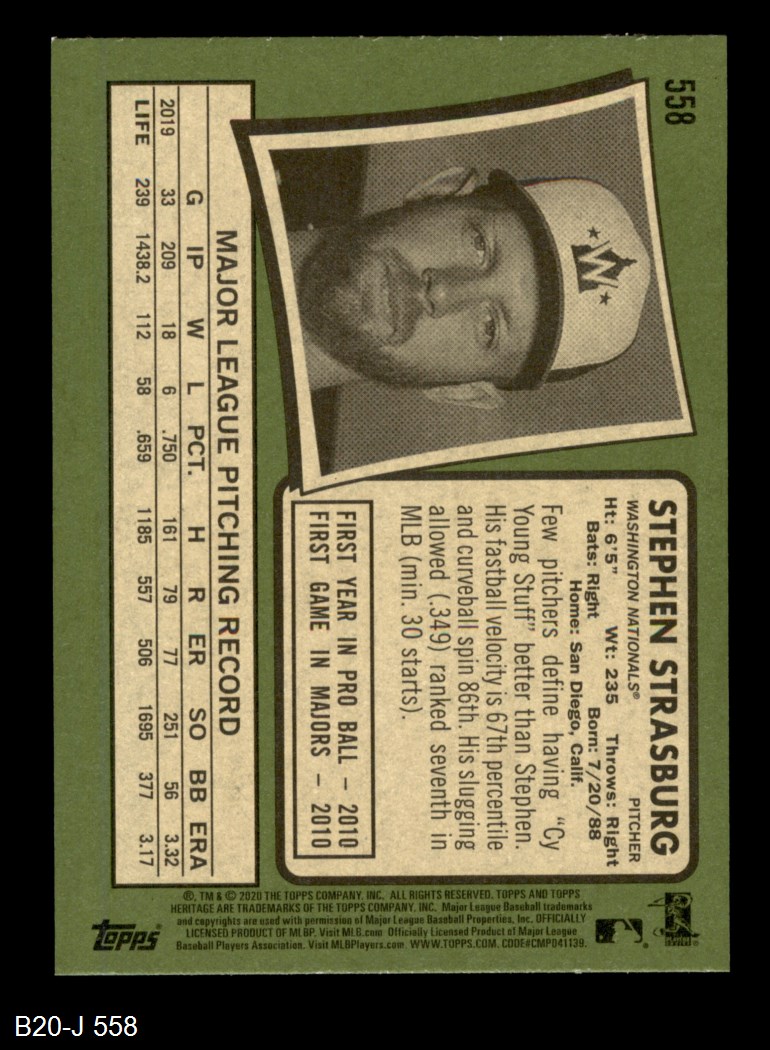 558
W
STEPHEN STRASBURG
WASHINGTON NATIONALS® PITCHER
Ht: 6'5" Wt: 235 Throws: Right
Bats: Right Born: 7/20/88
Home: San Diego, Calif.
Few pitchers define having "Cy
Young Stuff" better than Stephen.
His fastball velocity is 67th percentile
and curveball spin 86th. His slugging
allowed (.349) ranked seventh in
MLB (min. 30 starts).
FIRST YEAR IN PRO BALL – 2010
FIRST GAME IN MAJORS – 2010
MAJOR LEAGUE PITCHING RECORD
G IP W L PCT. H R ER SO BB ERA
2019 33 209 18 6 .750 161 79 77 251 56 3.32
LIFE 239 1438.2 112 58 .659 1185 557 506 1695 377 3.17
®, TM & © 2020 THE TOPPS COMPANY, INC. ALL RIGHTS RESERVED. TOPPS AND TOPPS
HERITAGE ARE TRADEMARKS OF THE TOPPS COMPANY, INC. Major League Baseball trademarks
and copyrights are used with permission of Major League Baseball Properties, Inc. OFFICIALLY
LICENSED PRODUCT OF MLBP. Visit MLB.com Officially Licensed Product of Major League
Baseball Players Association. Visit MLBPlayers.com WWW.TOPPS.COM. CODE#CMP041139.
topps®
B20-J 558